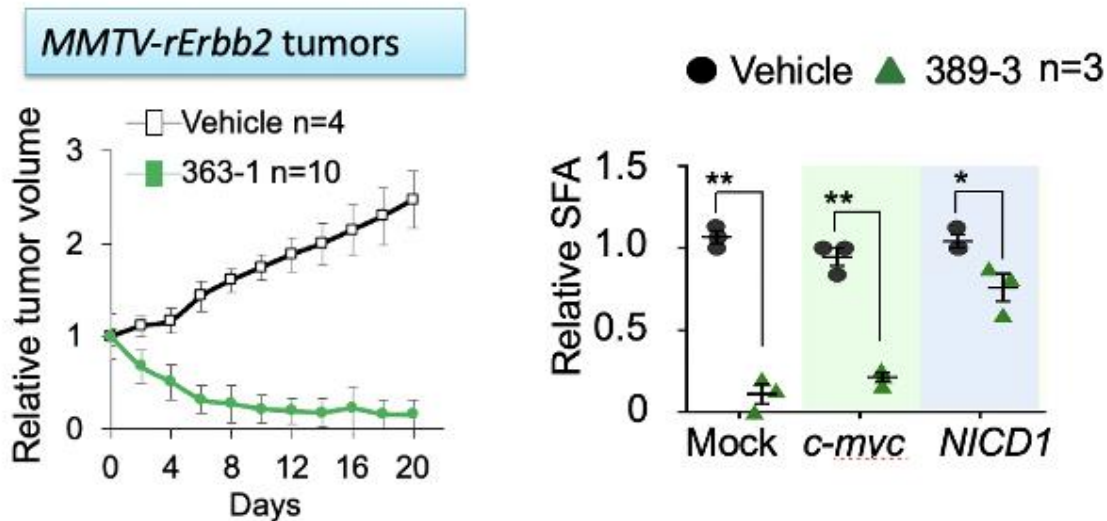 MMTV-rErbb2 tumors
Vehicle n=4
363-1 n=10
Relative tumor volume
3
2
1
0
0 4 8 12 16 20
Days
Vehicle 389-3 n=3
Relative SFA
1.5
1.0
0.5
0
** ** *
Mock c-mvc NICD1